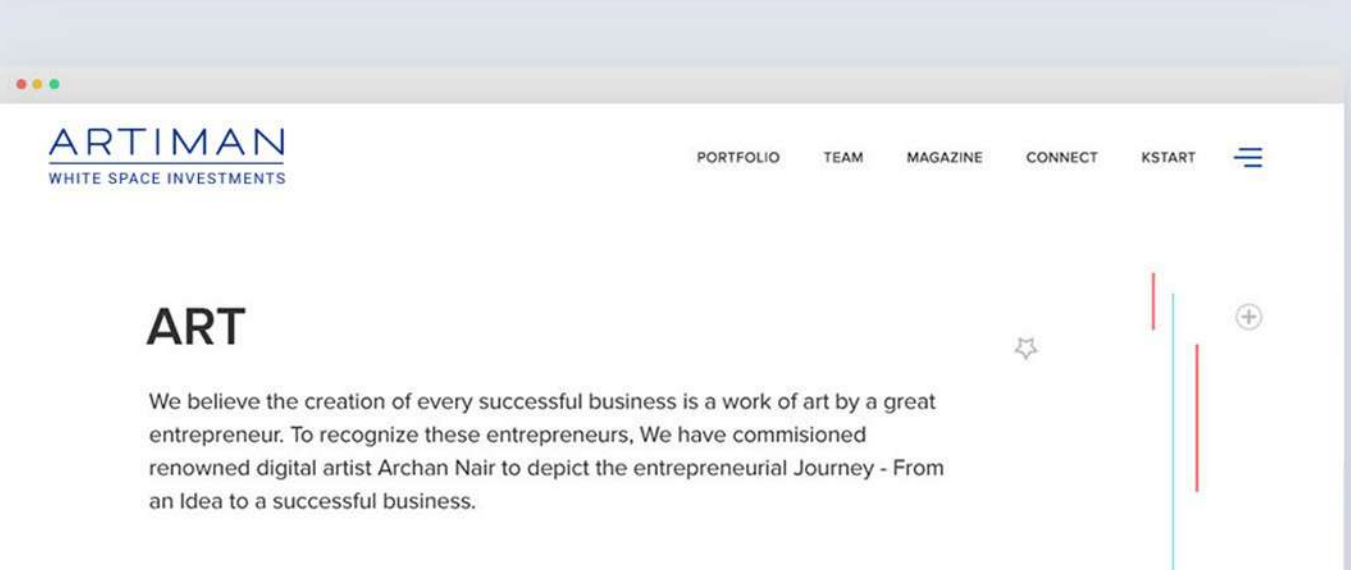 ARTIMAN
WHITE SPACE INVESTMENTS
PORTFOLIO TEAM MAGAZINE CONNECT KSTART
ART
We believe the creation of every successful business is a work of art by a great
entrepreneur. To recognize these entrepreneurs, We have commisioned
renowned digital artist Archan Nair to depict the entrepreneurial Journey - From
an Idea to a successful business.